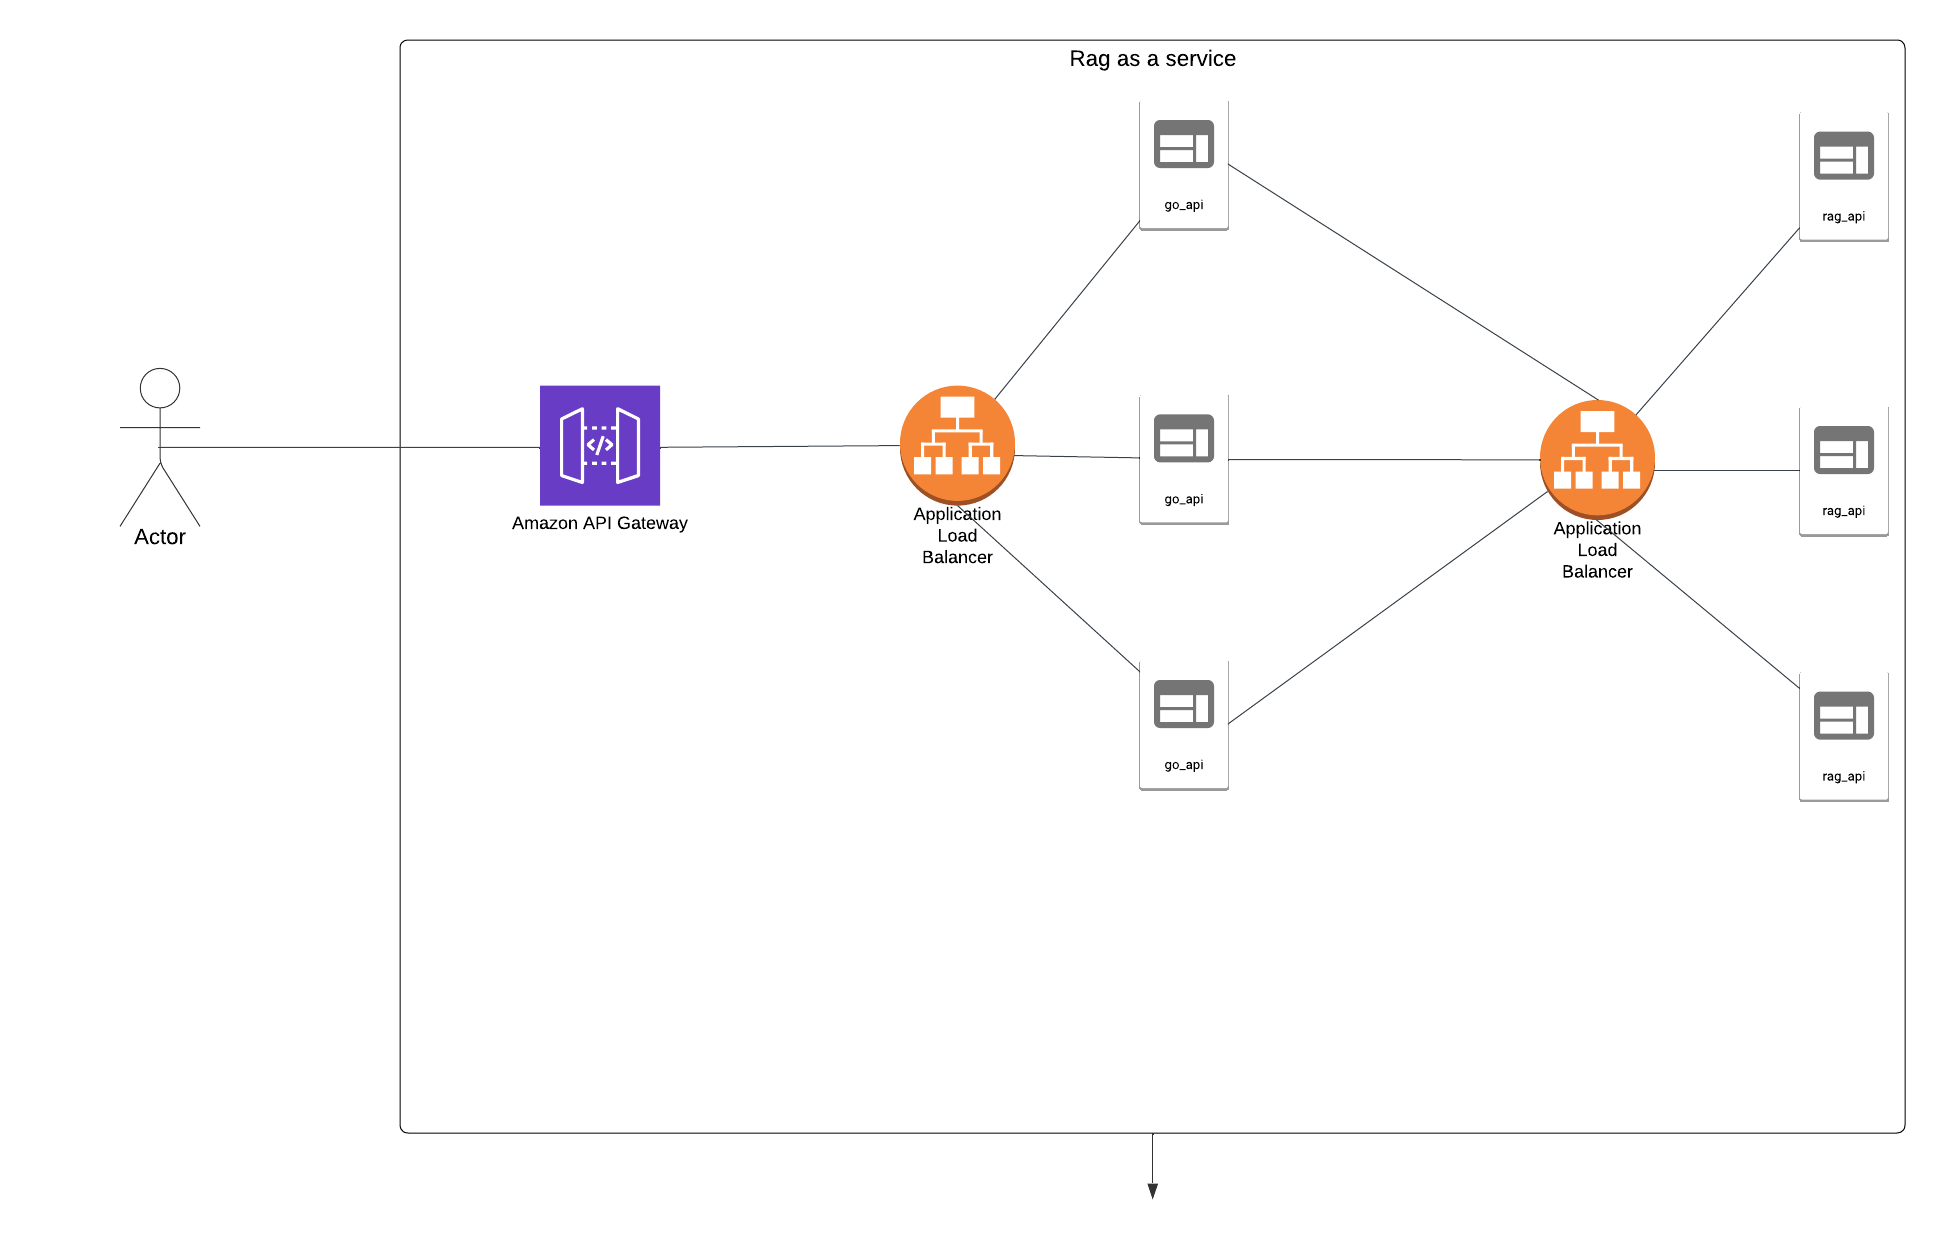 Rag as a service
go_api
rag_api
Actor
Amazon API Gateway
Application
Load
Balancer
go_api
Application
Load
Balancer
rag_api
go_api
rag_api